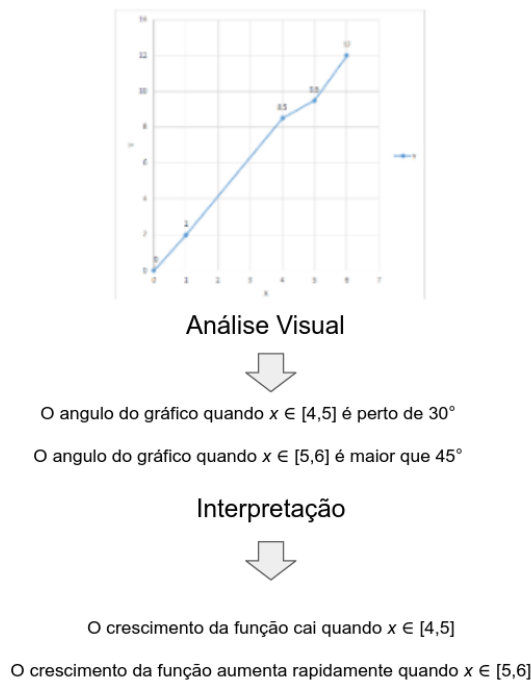 14
12
10
8
6
4
2
0
0
2
8.5
9.5
12
0 1 2 3 4 5 6 7
Análise Visual
O angulo do gráfico quando x ∈ [4,5] é perto de 30°
O angulo do gráfico quando x ∈ [5,6] é maior que 45°
Interpretação
O crescimento da função cai quando x ∈ [4,5]
O crescimento da função aumenta rapidamente quando x ∈ [5,6]